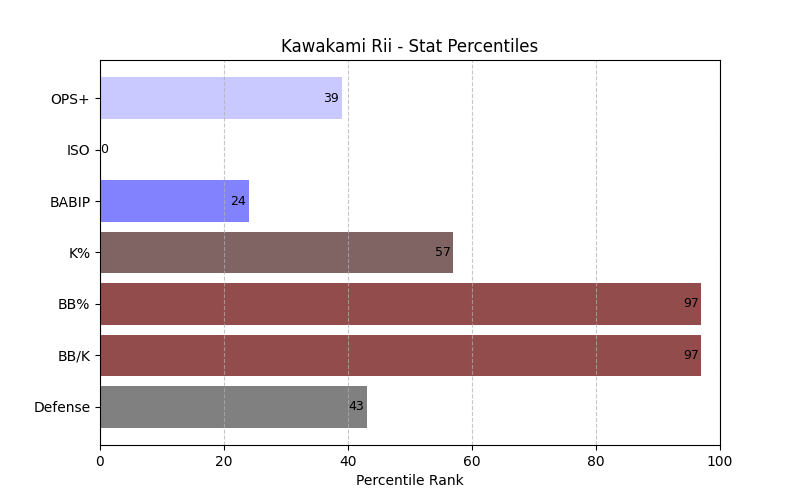 Kawakami Rii - Stat Percentiles
OPS+ 39
ISO 0
BABIP 24
K% 57
BB% 97
BB/K 97
Defense 43
0 20 40 60 80 100
Percentile Rank